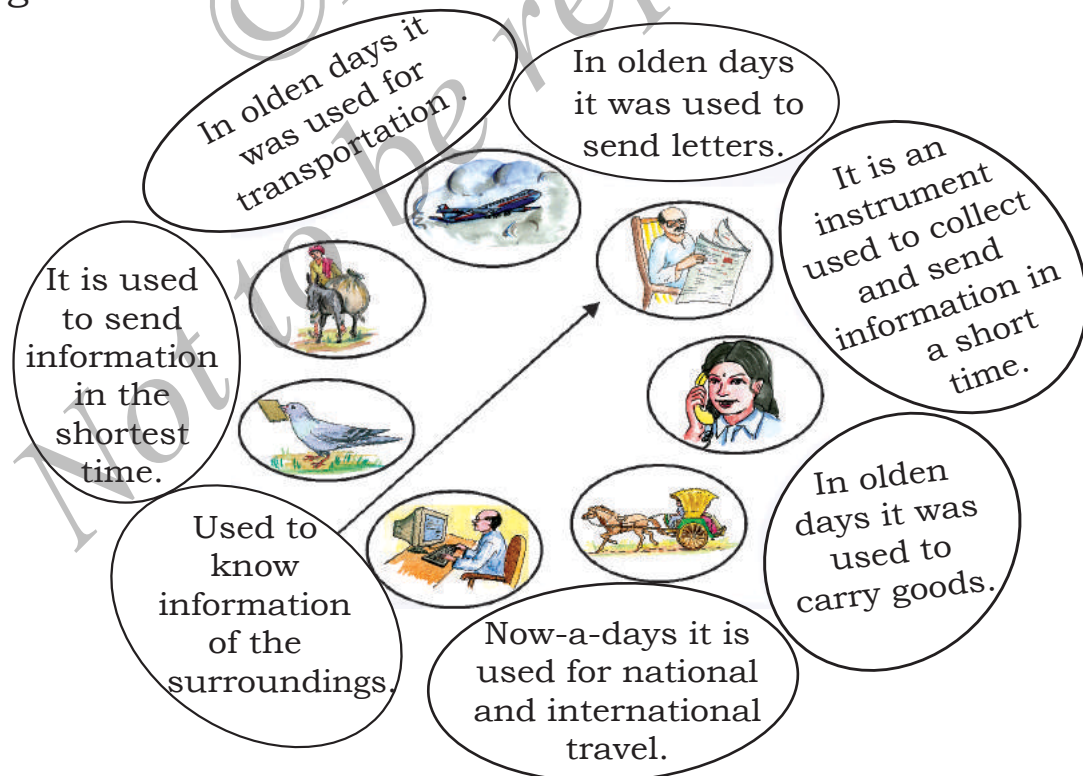 In olden days it
was used for
transportation .
In olden days
it was used to
send letters.
It is an
instrument
used to collect
and send
information in
a short
time.
It is used
to send
information
in the
shortest
time.
In olden
days it was
used to
carry goods.
Used to
know
information
of the
surroundings.
Now-a-days it is
used for national
and international
travel.
Not to be